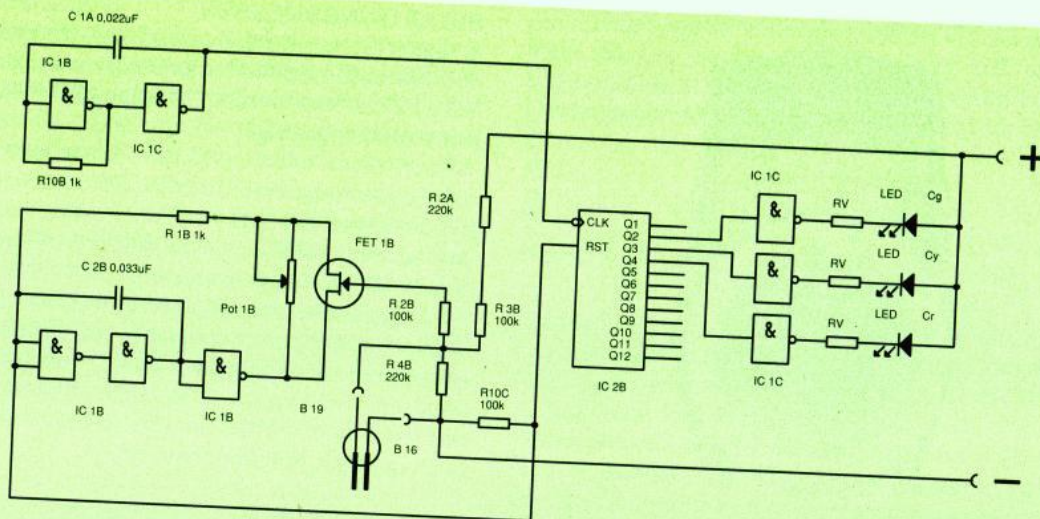 C 1A 0,022uF
IC 1B
&
&
IC 1C
R10B 1k
R 1B 1k
C 2B 0,033uF
Pot 1B
FET 1B
&
&
&
IC 1B
IC 1B
B 19
R 2A
220k
R 2B
100k
R 3B
100k
R 4B
220k
R10C
100k
B 16
CLK
RST
Q1
Q2
Q3
Q4
Q5
Q6
Q7
Q8
Q9
Q10
Q11
Q12
IC 2B
IC 1C
&
&
&
IC 1C
RV
LED
Cg
RV
LED
Cy
RV
LED
Cr
+
−